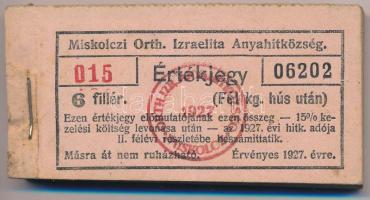 Miskolczi Orth. Izraelita Anyahitközség.
015 Értékjegy 06202
6 fillér. (Fél kg. hús után)
Ezen értékjegy előmutatójának ezen összeg — 15% ke-
zelési költség levonása után — az 1927. évi hitk. adója
II. félévi részletébe beszámíttatik.
Másra át nem ruházható. Érvényes 1927. évre.
1927